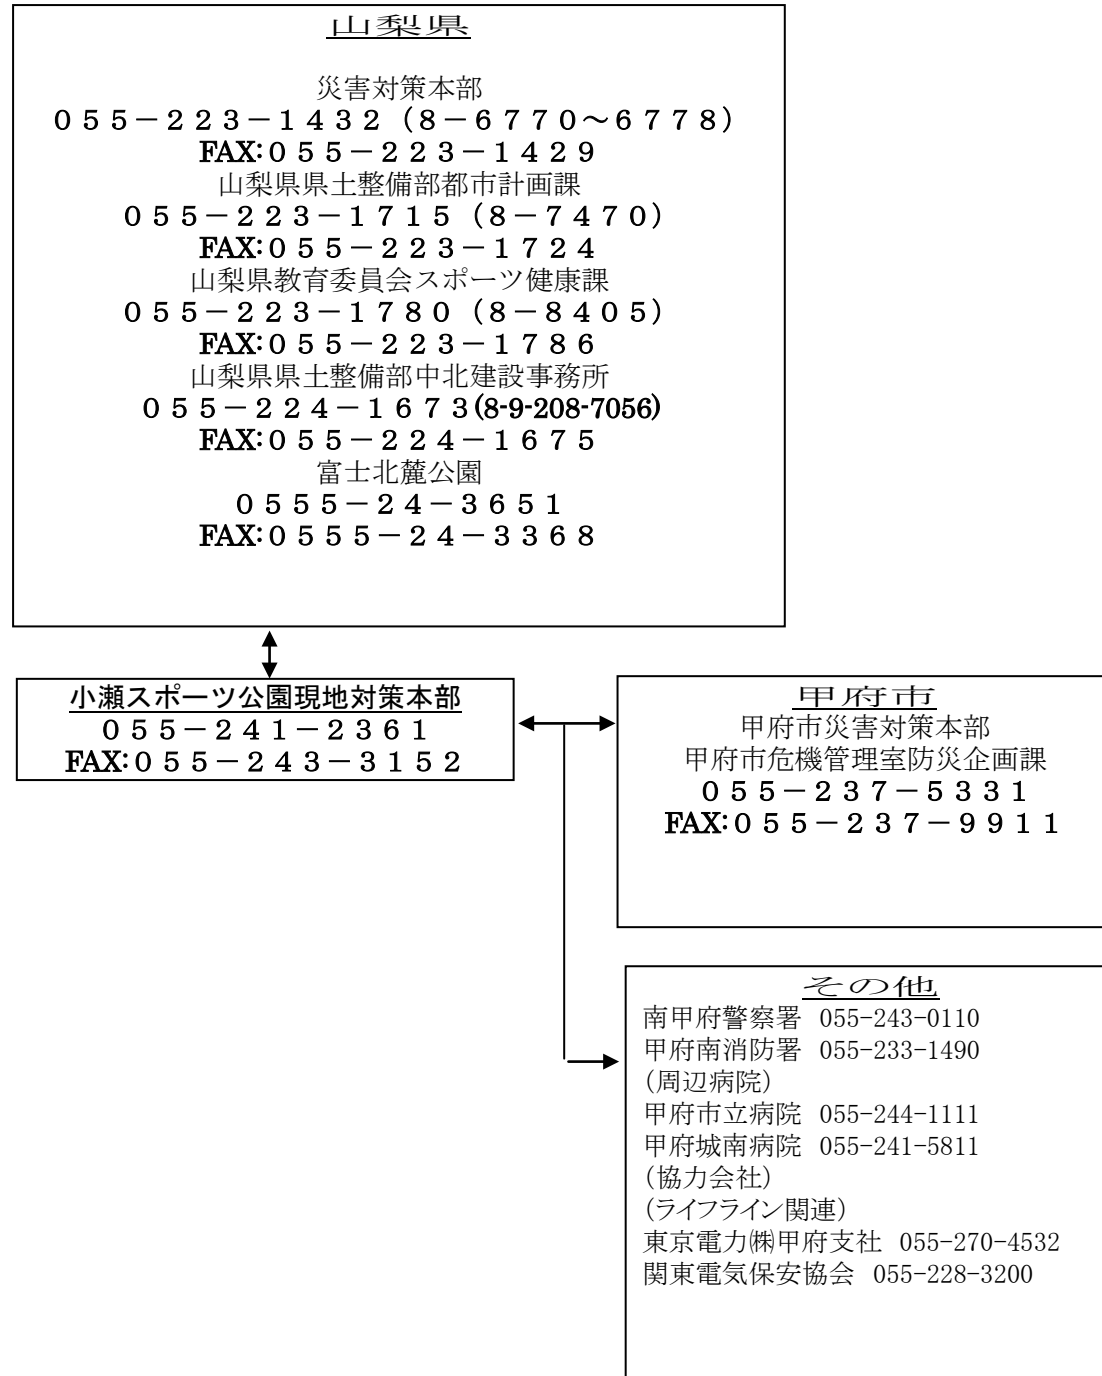 山梨県
災害対策本部
０５５－２２３－１４３２（８－６７７０～６７７８）
FAX:０５５－２２３－１４２９
山梨県県土整備部都市計画課
０５５－２２３－１７１５（８－７４７０）
FAX:０５５－２２３－１７２４
山梨県教育委員会スポーツ健康課
０５５－２２３－１７８０（８－８４０５）
FAX:０５５－２２３－１７８６
山梨県県土整備部中北建設事務所
０５５－２２４－１６７３(8-9-208-7056)
FAX:０５５－２２４－１６７５
富士北麓公園
０５５５－２４－３６５１
FAX:０５５５－２４－３３６８
小瀬スポーツ公園現地対策本部
０５５－２４１－２３６１
FAX:０５５－２４３－３１５２
甲府市
甲府市災害対策本部
甲府市危機管理室防災企画課
０５５－２３７－５３３１
FAX:０５５－２３７－９９１１
その他
南甲府警察署 055-243-0110
甲府南消防署 055-233-1490
(周辺病院)
甲府市立病院 055-244-1111
甲府城南病院 055-241-5811
(協力会社)
(ライフライン関連)
東京電力㈱甲府支社 055-270-4532
関東電気保安協会 055-228-3200